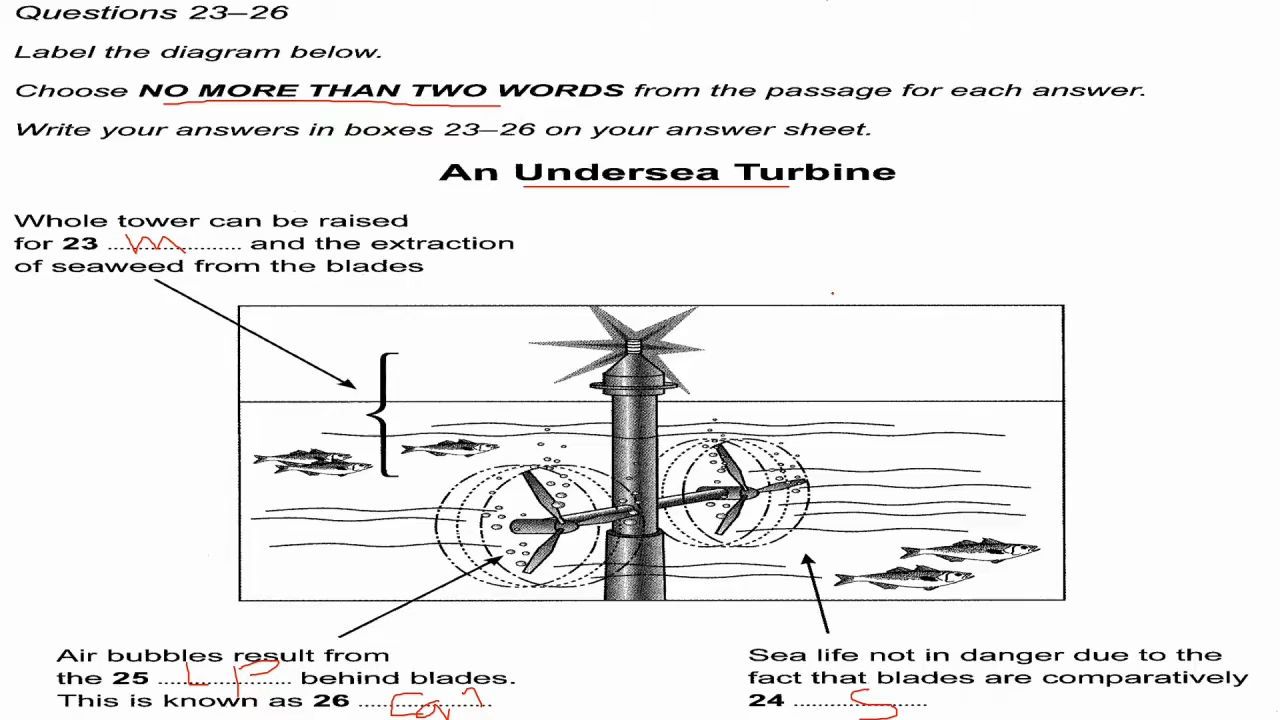 Questions 23–26
Label the diagram below.
Choose NO MORE THAN TWO WORDS from the passage for each answer.
Write your answers in boxes 23–26 on your answer sheet.
An Undersea Turbine
Whole tower can be raised
for 23 .................... and the extraction
of seaweed from the blades
Air bubbles result from
the 25 LP behind blades.
This is known as 26 ....................
Sea life not in danger due to the
fact that blades are comparatively
24 S